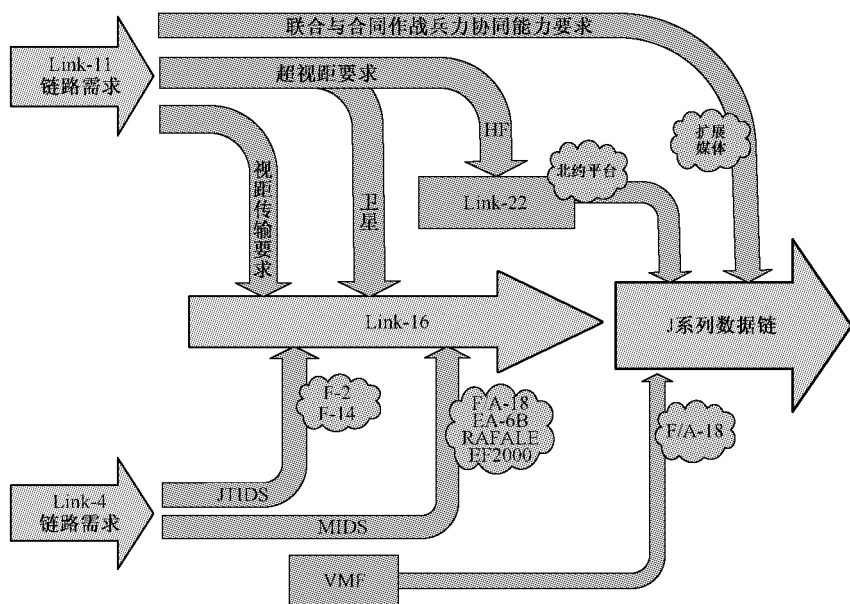 联合与合同作战兵力协同能力要求
Link-11
链路需求
超视距要求
HF
扩展
媒体
北约平台
视距传输要求
卫星
Link-22
Link-16
J系列数据链
F-2
F-14
F/A-18
EA-6B
RAFALE
EF2000
F/A-18
Link-4
链路需求
JTIDS
MIDS
VMF